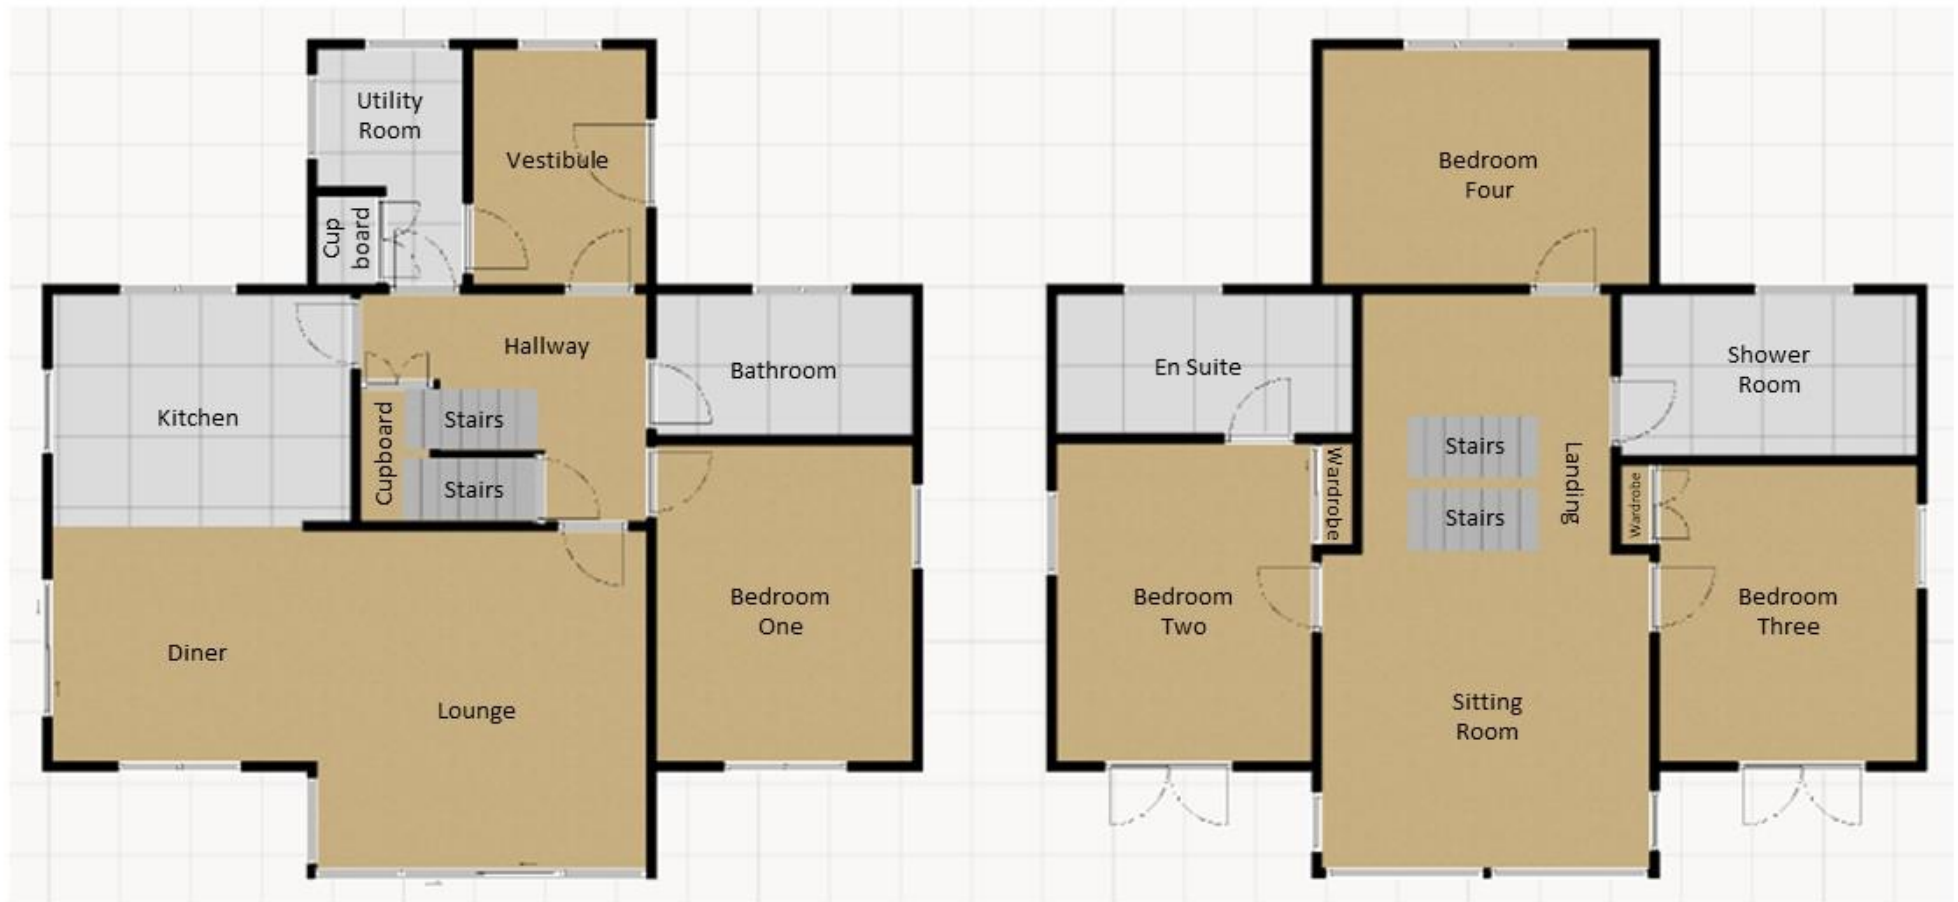 Utility
Room
Vestibule
Cup
board
Hallway
Kitchen
Cupboard
Stairs
Stairs
Bathroom
Bedroom
One
Diner
Lounge
Bedroom
Four
En Suite
Shower
Room
Stairs
Stairs
Landing
Wardrobe
Wardrobe
Bedroom
Two
Bedroom
Three
Sitting
Room